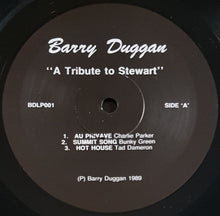 Barry Duggan
"A Tribute to Stewart"
BDLP001 SIDE 'A'
1. AU PRIVAVE Charlie Parker
2. SUMMIT SONG Bunky Green
3. HOT HOUSE Tad Dameron
(P) Barry Duggan 1989